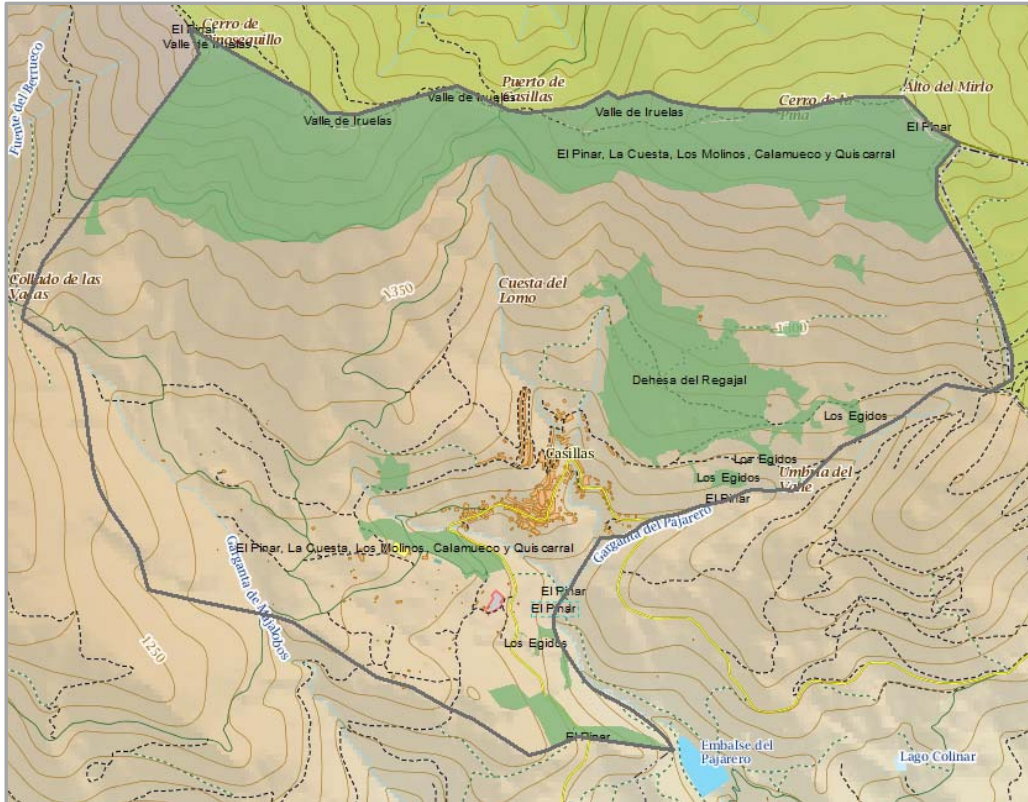 El Pinar
Cerro de
Pinosequillo
Valle de Iruelas
Fuente del Berrueco
Valle de Iruelas
Valle de Iruelas
Puerto de
Casillas
Valle de Iruelas
Cerro de la
Pina
Alto del Mirlo
El Pinar
El Pinar, La Cuesta, Los Molinos, Calamueco y Quiscarral
Collado de las
Vacas
1350
Cuesta del
Lomo
Dehesa del Regajal
Los Egidos
Casillas
Los Egidos
Los Egidos
Umbria del
Valle
El Pinar
Garganta del Pajarero
El Pinar, La Cuesta, Los Molinos, Calamueco y Quiscarral
Garganta de Majalobos
El Pinar
El Pinar
Los Egidos
1250
El Pinar
Embalse del
Pajarero
Lago Colinar